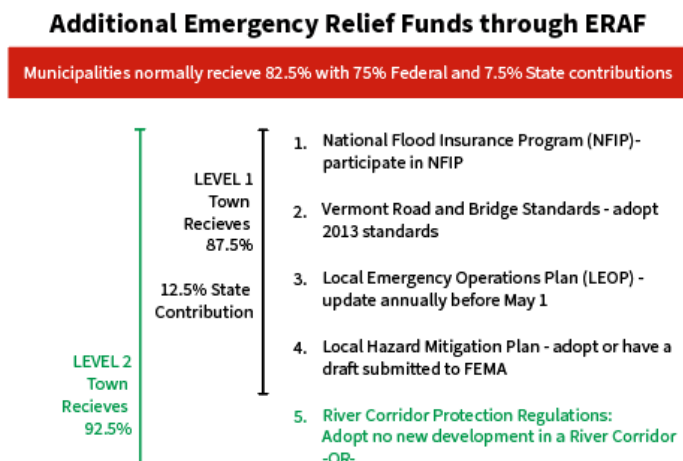 Additional Emergency Relief Funds through ERAF
Municipalities normally recieve 82.5% with 75% Federal and 7.5% State contributions
LEVEL 1
Town
Recieves
87.5%
12.5% State
Contribution
1. National Flood Insurance Program (NFIP)-
participate in NFIP
2. Vermont Road and Bridge Standards - adopt
2013 standards
3. Local Emergency Operations Plan (LEOP) -
update annually before May 1
4. Local Hazard Mitigation Plan - adopt or have a
draft submitted to FEMA
LEVEL 2
Town
Recieves
92.5%
5. River Corridor Protection Regulations:
Adopt no new development in a River Corridor
-OR-